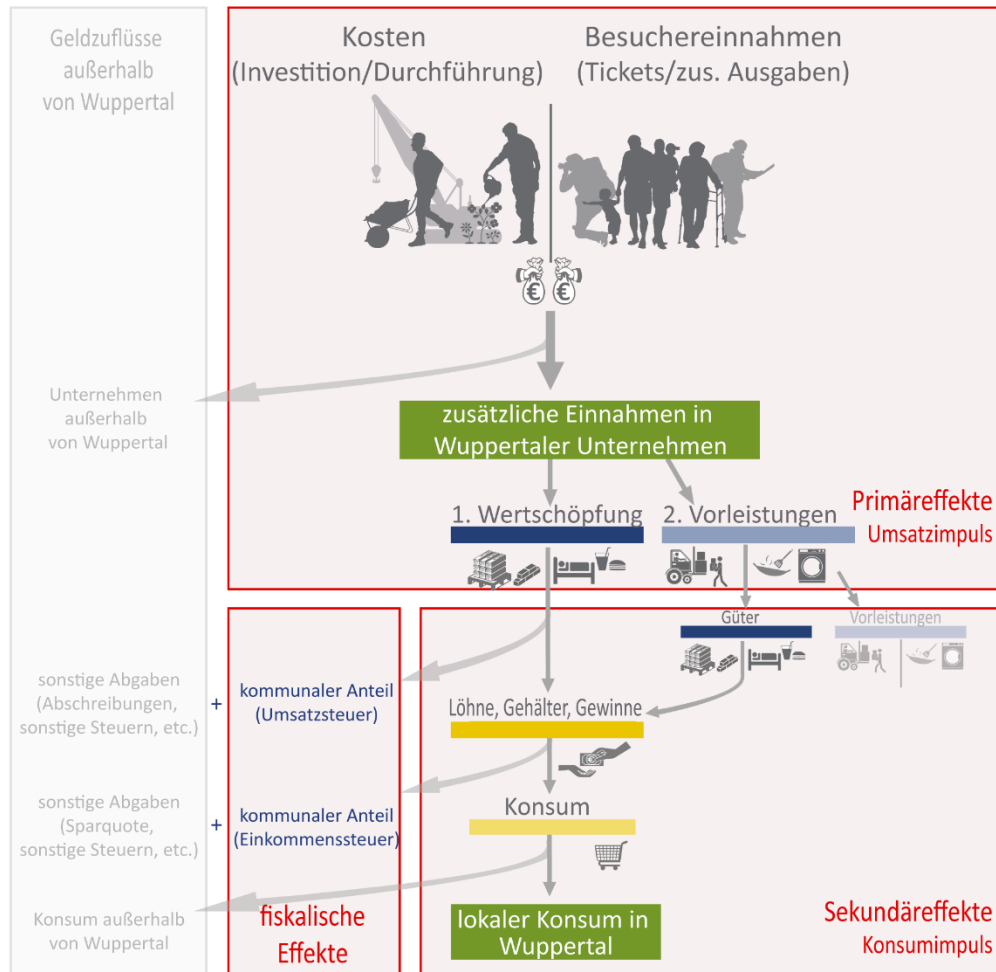 Geldzuflüsse
außerhalb
von Wuppertal
Kosten
(Investition/Durchführung)
Besuchereinnahmen
(Tickets/zus. Ausgaben)
€ €
Unternehmen
außerhalb
von Wuppertal
zusätzliche Einnahmen in
Wuppertaler Unternehmen
1. Wertschöpfung
2. Vorleistungen
Primäreffekte
Umsatzimpuls
Güter
Vorleistungen
sonstige Abgaben
(Abschreibungen,
sonstige Steuern, etc.)
+
kommunaler Anteil
(Umsatzsteuer)
Löhne, Gehälter, Gewinne
sonstige Abgaben
(Sparquote,
sonstige Steuern, etc.)
+
kommunaler Anteil
(Einkommenssteuer)
Konsum
Konsum außerhalb
von Wuppertal
fiskalische
Effekte
lokaler Konsum in
Wuppertal
Sekundäreffekte
Konsumimpuls